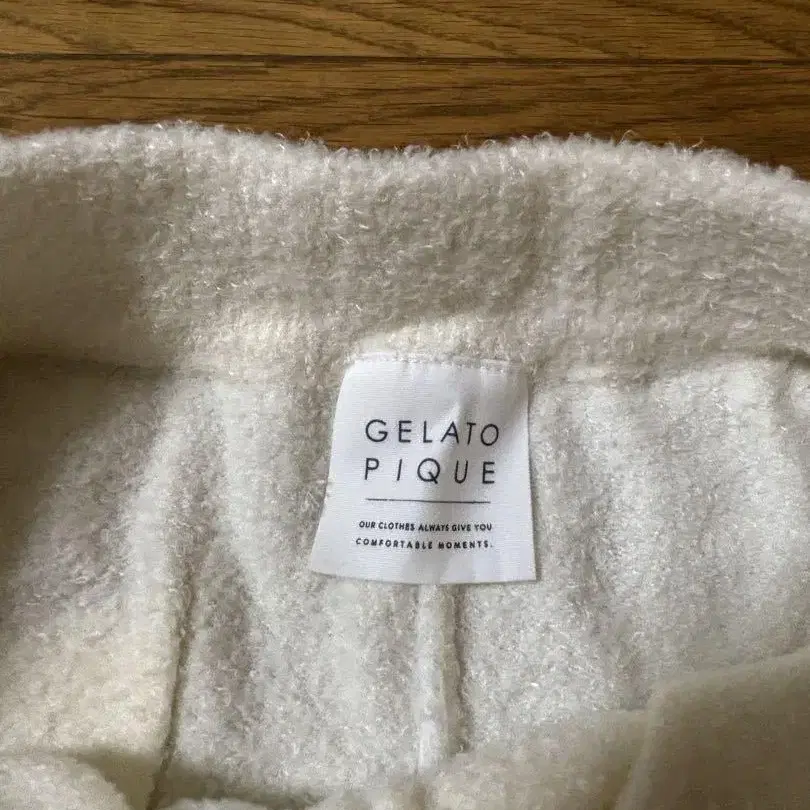 GELATO
PIQUE
OUR CLOTHES ALWAYS GIVE YOU
COMFORTABLE MOMENTS.